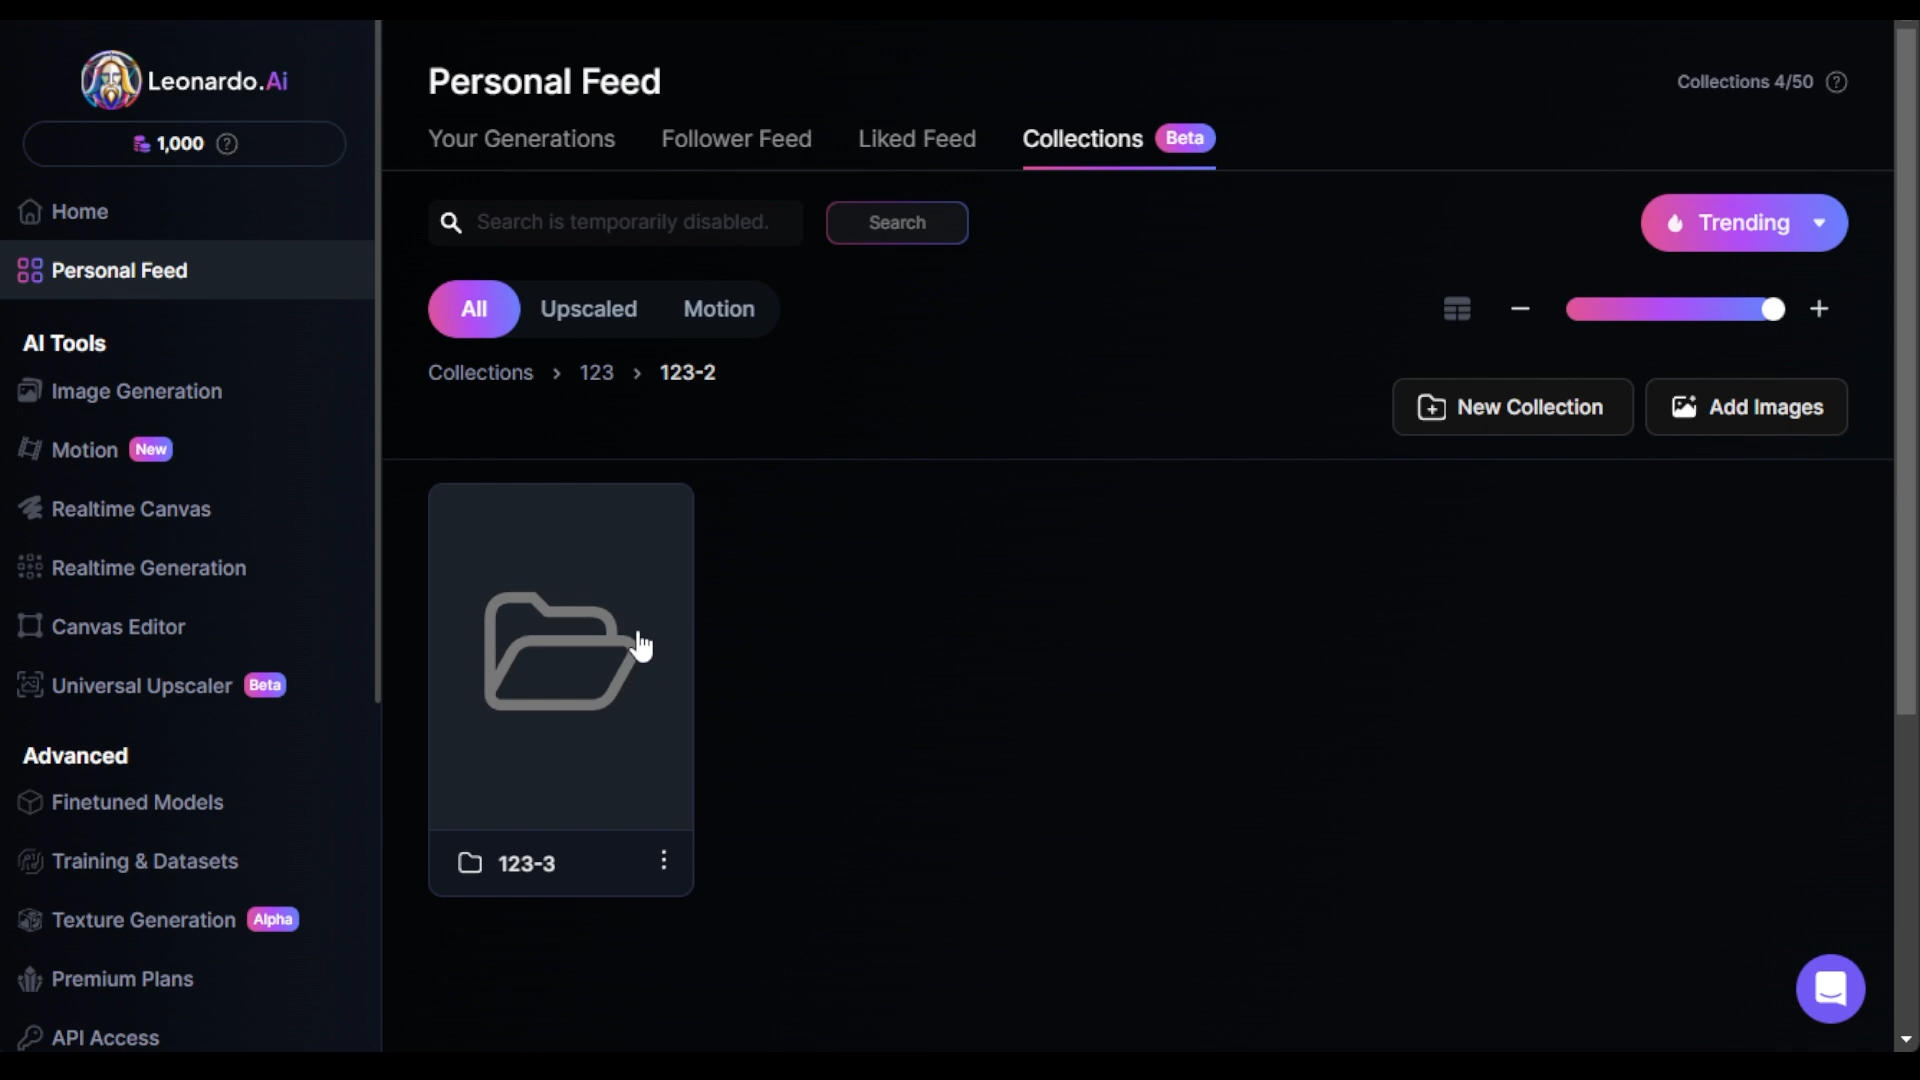 Leonardo.Ai
1,000
Home
Personal Feed
AI Tools
Image Generation
Motion New
Realtime Canvas
Realtime Generation
Canvas Editor
Universal Upscaler Beta
Advanced
Finetuned Models
Training & Datasets
Texture Generation Alpha
Premium Plans
API Access
Personal Feed
Collections 4/50
Your Generations Follower Feed Liked Feed Collections Beta
Search is temporarily disabled. Search
Trending
All Upscaled Motion
Collections > 123 > 123-2
New Collection Add Images
123-3